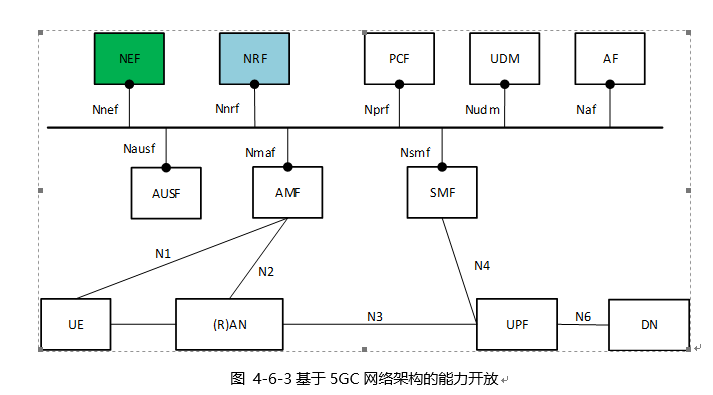 NEF NRF PCF UDM AF
Nnef Nnrf Nprf Nudm Naf
Nausf Nmaf Nsmf
AUSF AMF SMF
N1 N2 N4
UE (R)AN N3 UPF N6 DN
图 4-6-3 基于 5GC 网络架构的能力开放